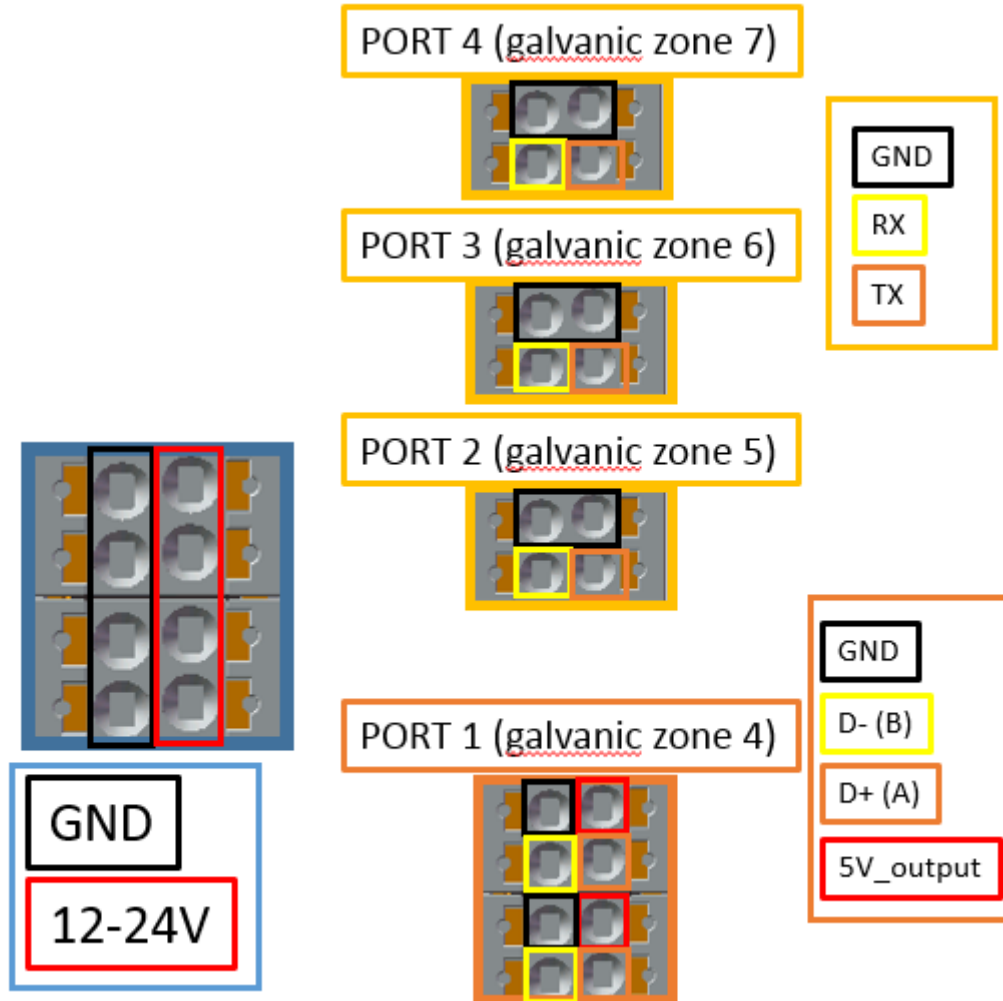 PORT 4 (galvanic zone 7)
GND
RX
TX
PORT 3 (galvanic zone 6)
PORT 2 (galvanic zone 5)
PORT 1 (galvanic zone 4)
GND
D- (B)
D+ (A)
5V_output
GND
12-24V